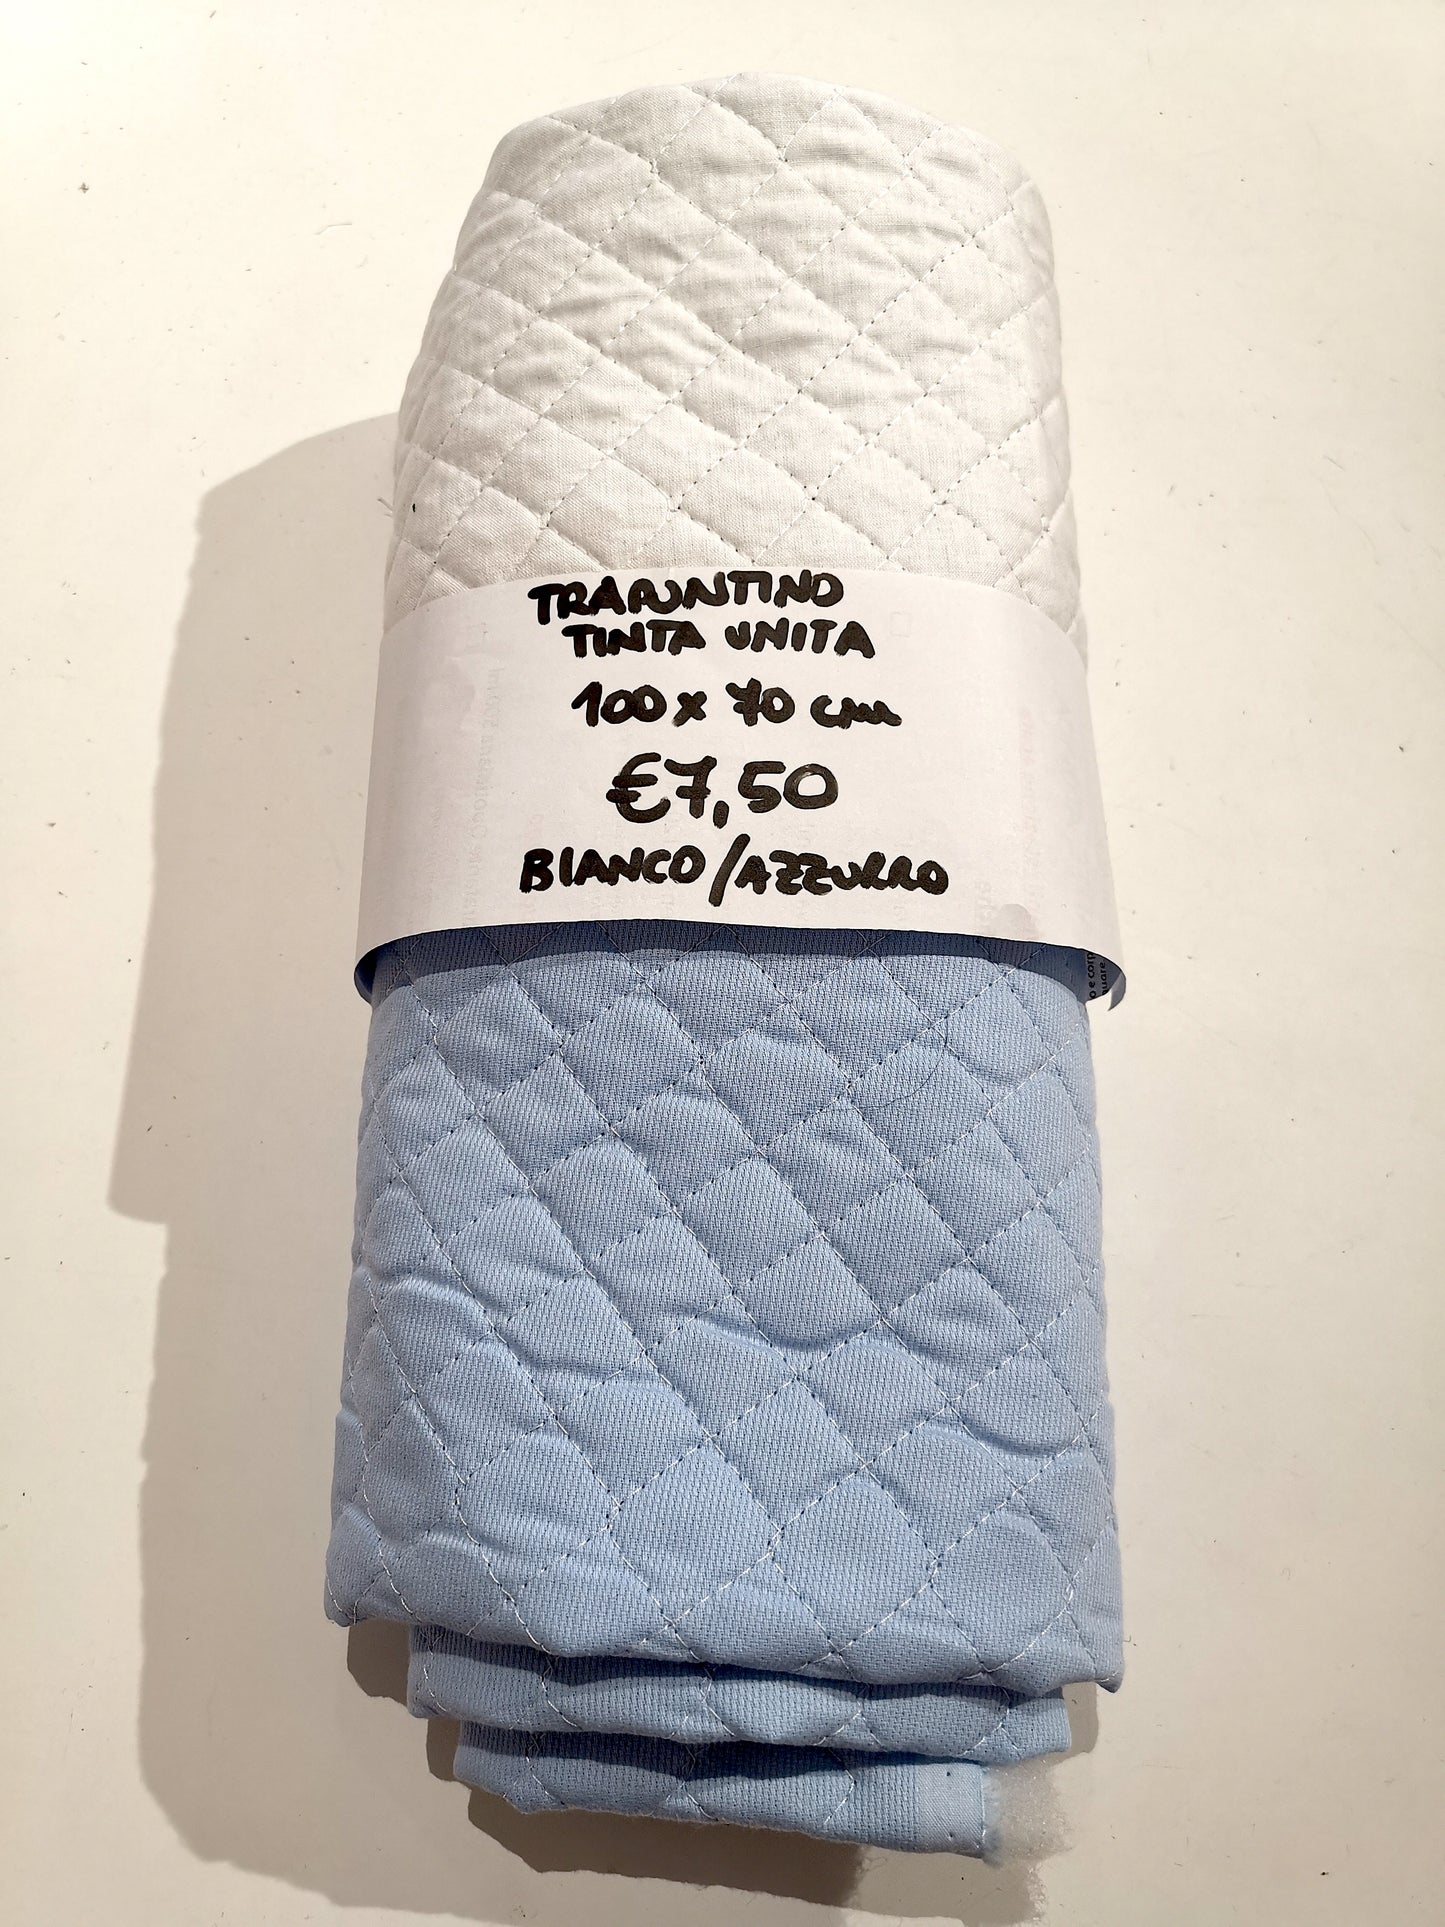 TRAPUNTINO
TINTA UNITA
100 x 70 cm
€7,50
BIANCO/AZZURRO